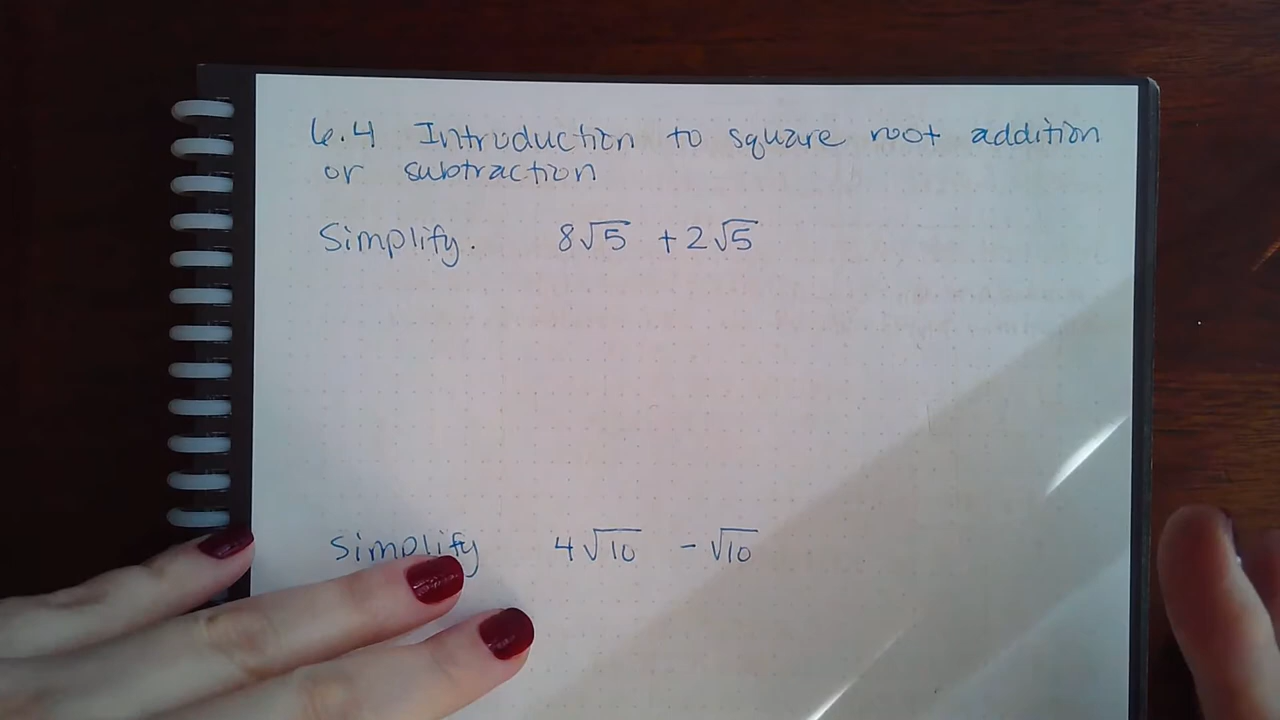 6.4 Introduction to square root addition
or subtraction
Simplify. 8√5 + 2√5
Simplify 4√10 - √10